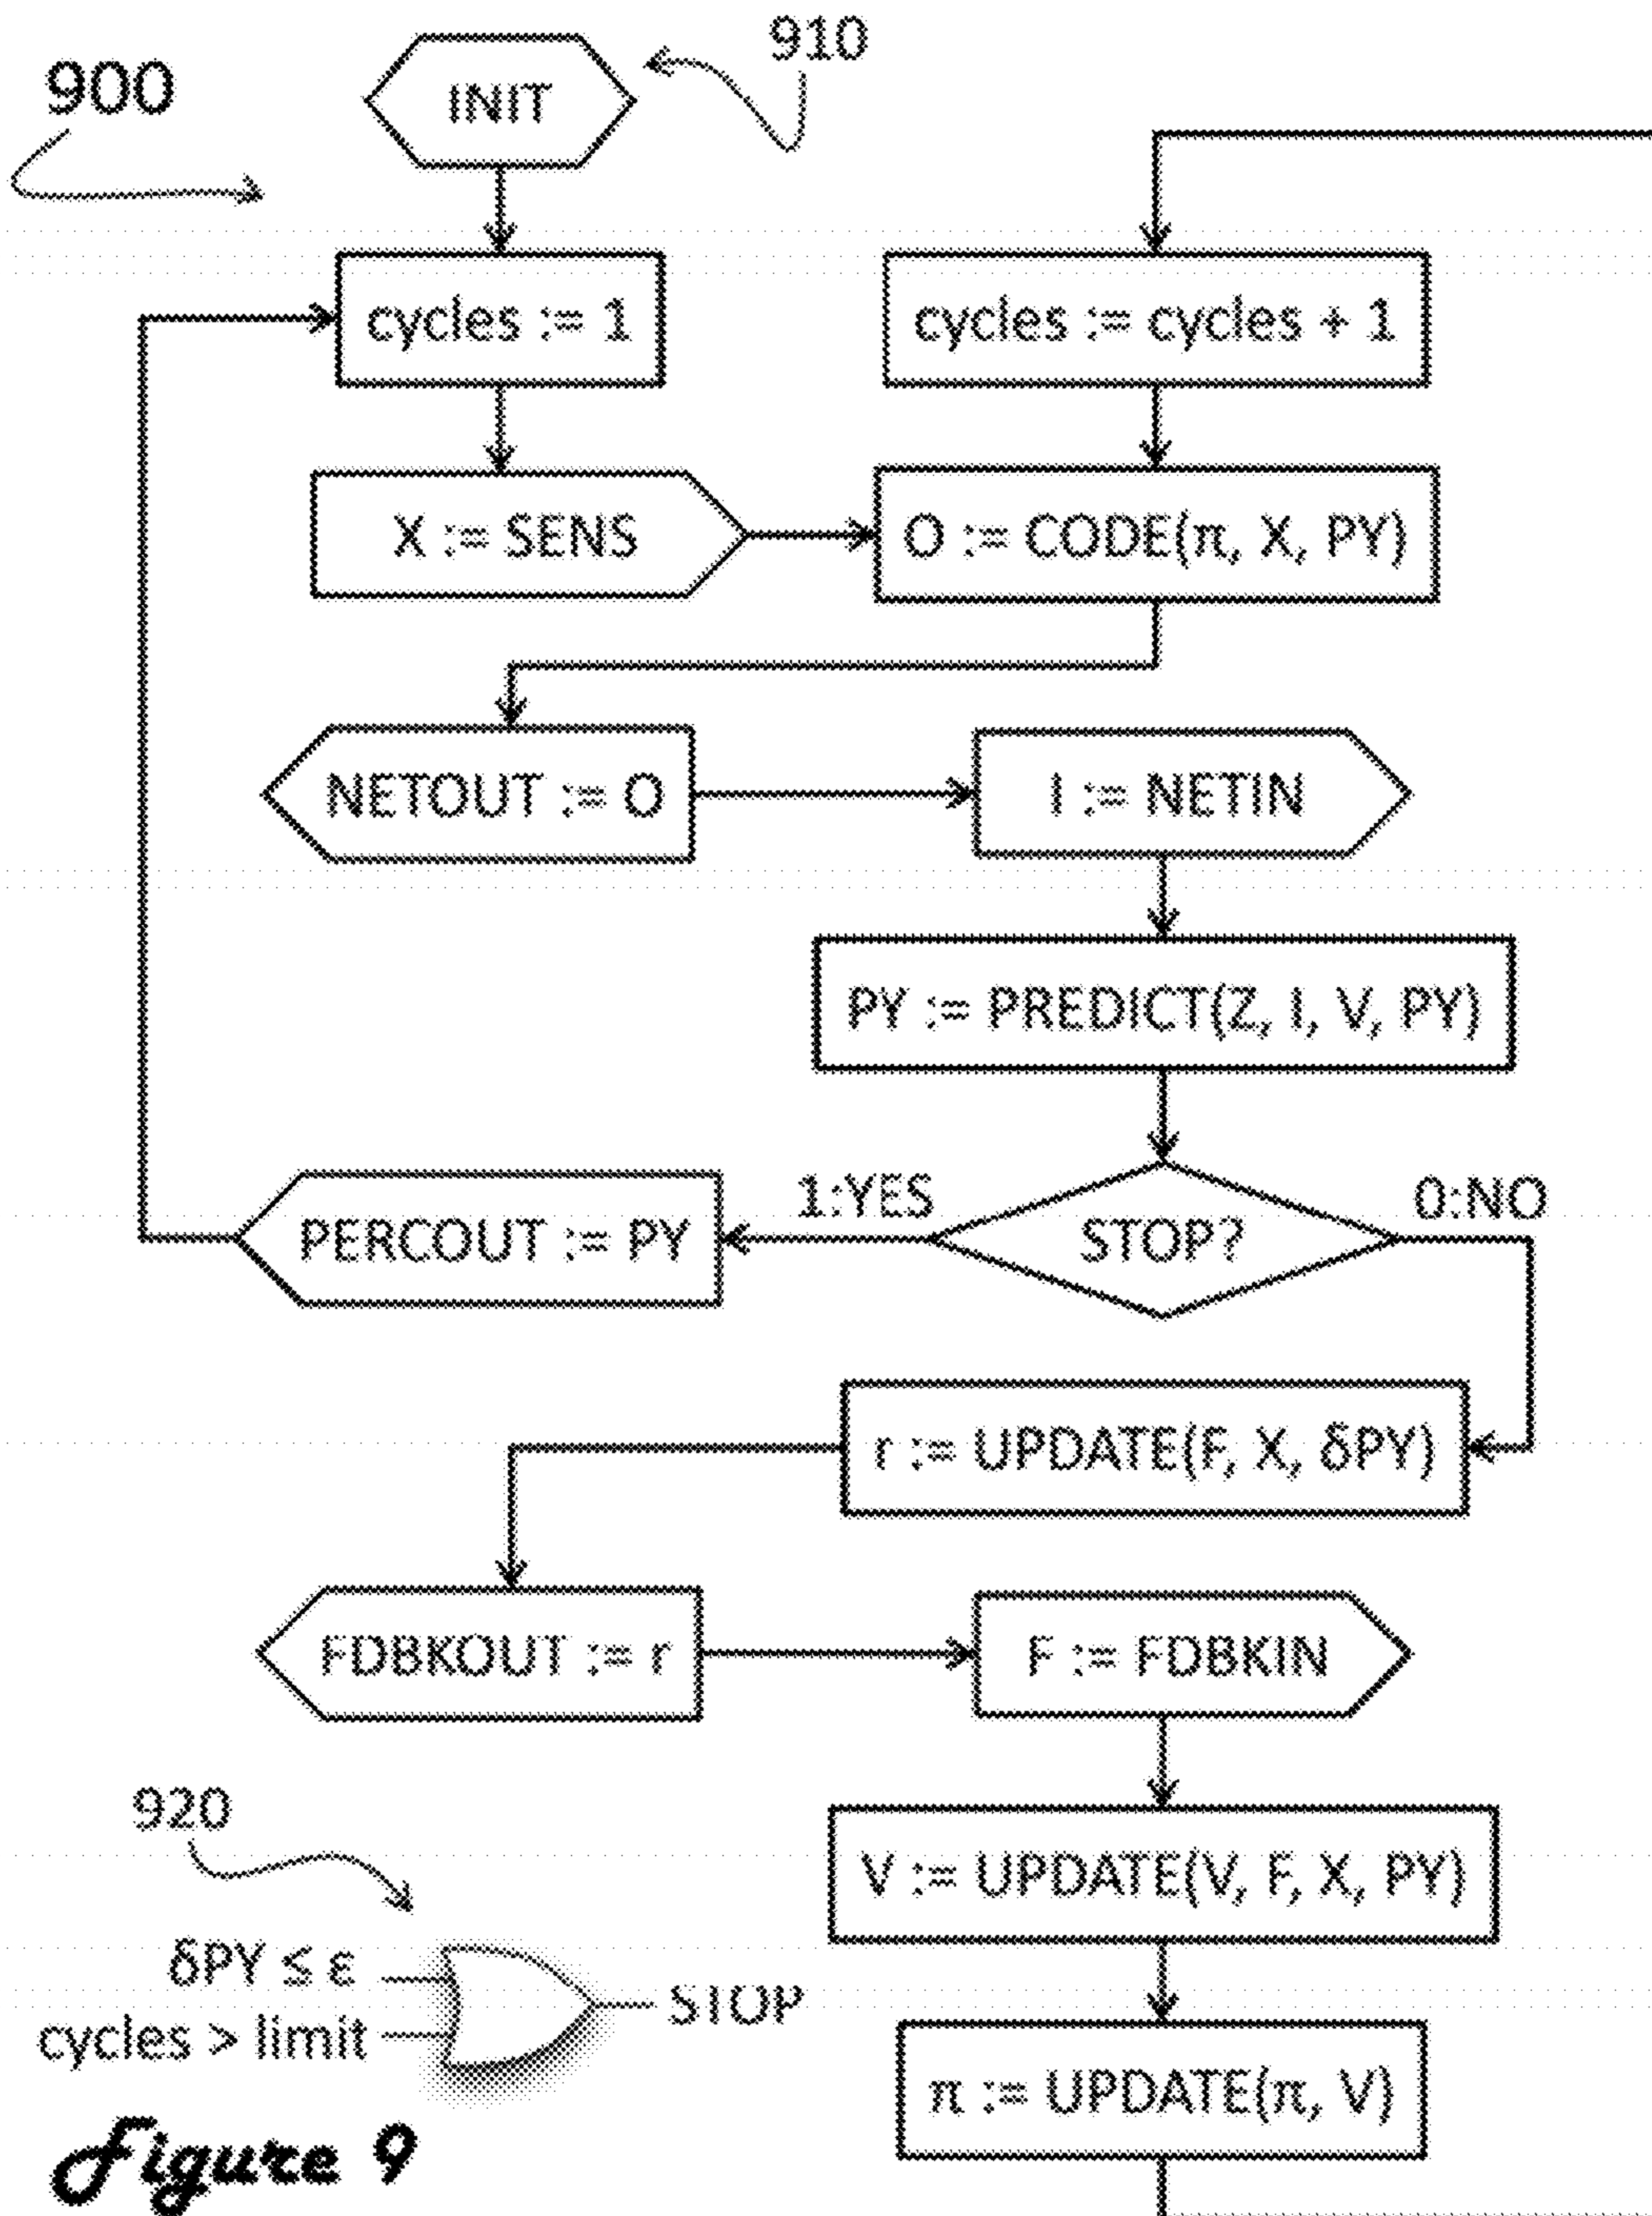 910
900
INIT
cycles := 1
cycles := cycles + 1
X := SENS
O := CODE(π, X, PY)
NETOUT := O
I := NETIN
PY := PREDICT(Z, I, V, PY)
1:YES
0:NO
PERCOUT := PY
STOP?
r := UPDATE(F, X, δPY)
FDBKOUT := r
F := FDBKIN
920
V := UPDATE(V, F, X, PY)
δPY ≤ ε
STOP
cycles > limit
π := UPDATE(π, V)
Figure 9